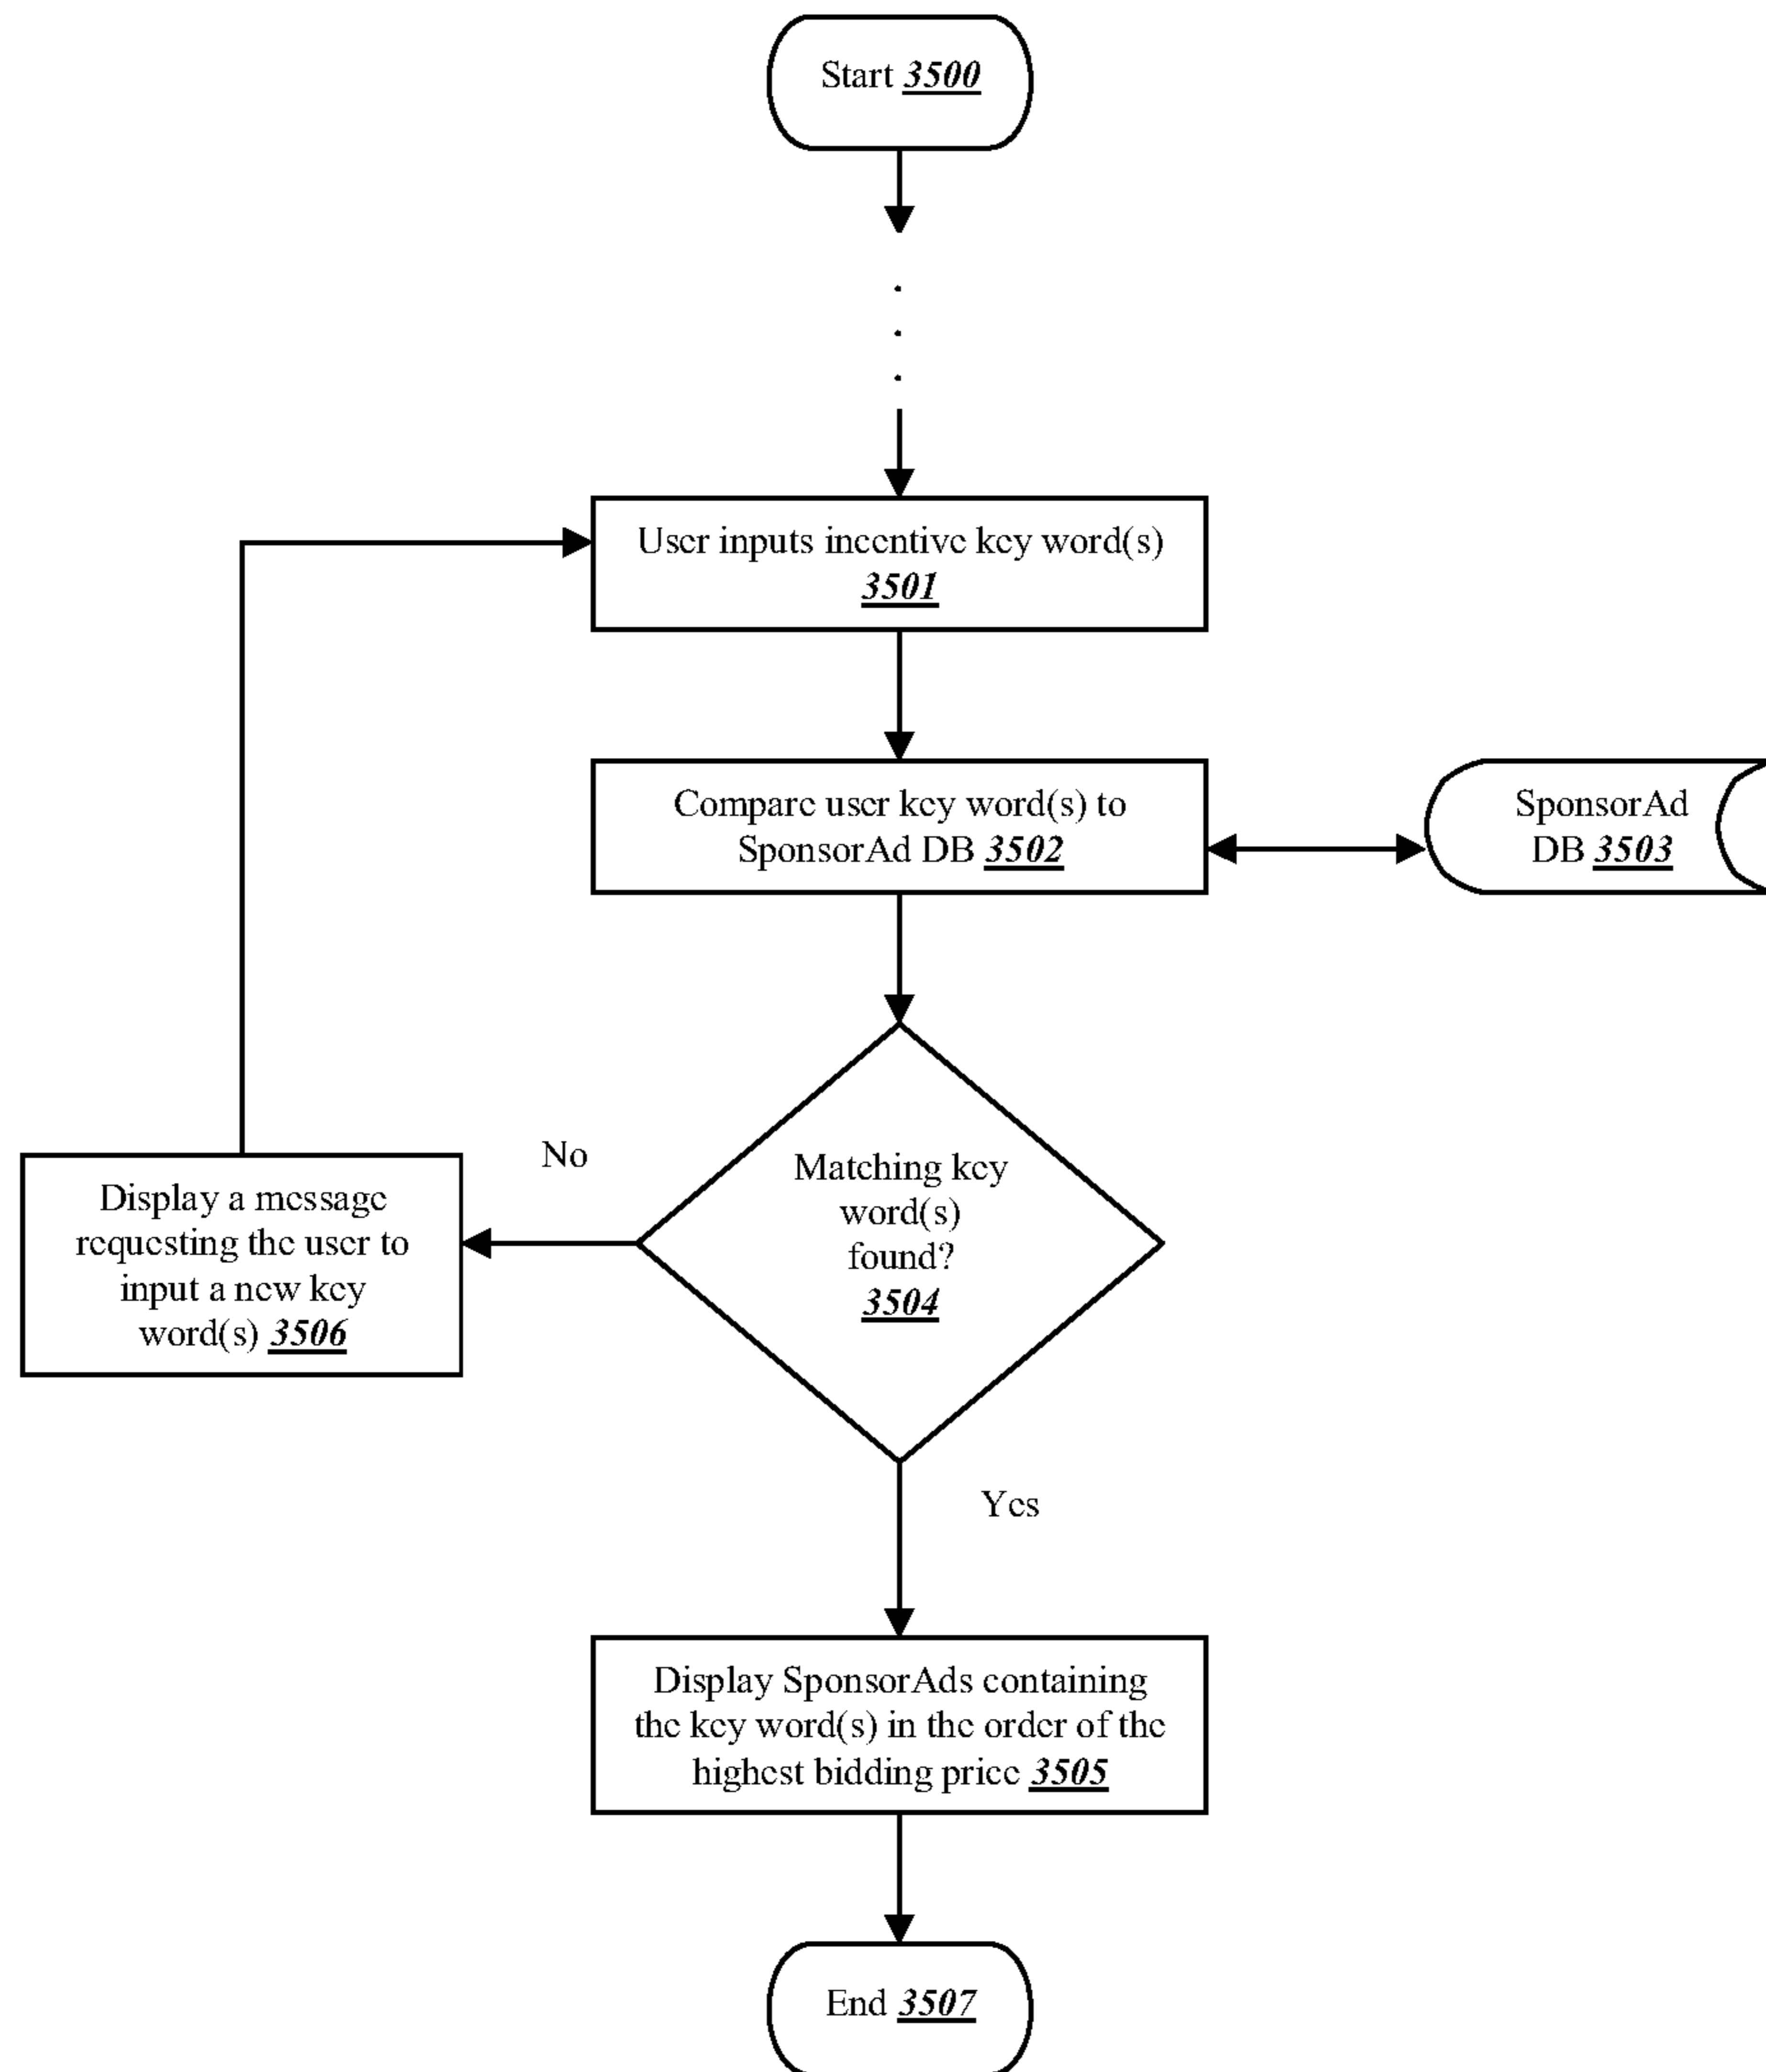 Start 3500
User inputs incentive key word(s)
3501
Compare user key word(s) to
SponsorAd DB 3502
SponsorAd
DB 3503
No
Matching key
word(s)
found?
3504
Display a message
requesting the user to
input a new key
word(s) 3506
Yes
Display SponsorAds containing
the key word(s) in the order of the
highest bidding price 3505
End 3507